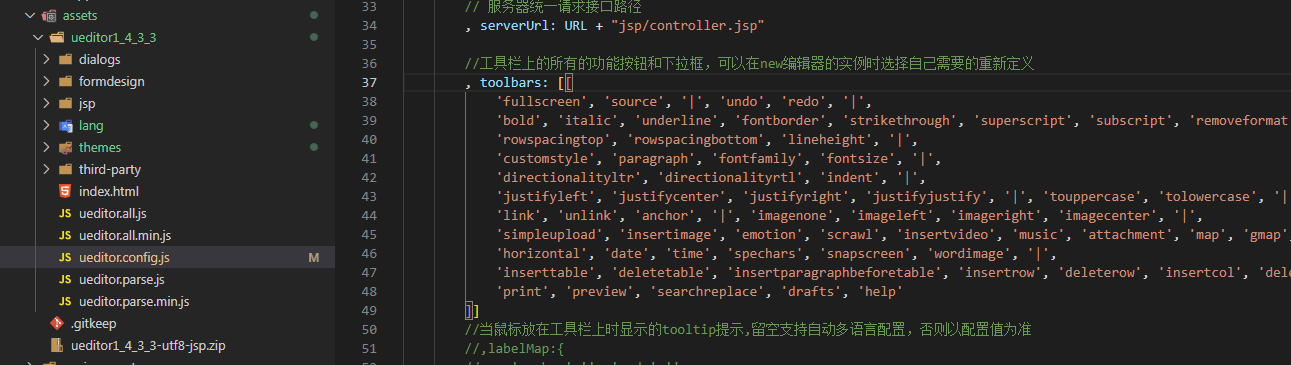 assets
ueditor1_4_3_3
dialogs
formdesign
jsp
lang
themes
third-party
index.html
JS ueditor.all.js
JS ueditor.all.min.js
JS ueditor.config.js M
JS ueditor.parse.js
JS ueditor.parse.min.js
.gitkeep
ueditor1_4_3_3-utf8-jsp.zip
33 // 服务器统一请求接口路径
34 , serverUrl: URL + "jsp/controller.jsp"
35
36 //工具栏上的所有的功能按钮和下拉框，可以在new编辑器的实例时选择自己需要的重新定义
37 , toolbars: [[
38 'fullscreen', 'source', '|', 'undo', 'redo', '|',
39 'bold', 'italic', 'underline', 'fontborder', 'strikethrough', 'superscript', 'subscript', 'removeformat
40 'rowspacingtop', 'rowspacingbottom', 'lineheight', '|',
41 'customstyle', 'paragraph', 'fontfamily', 'fontsize', '|',
42 'directionalityltr', 'directionalityrtl', 'indent', '|',
43 'justifyleft', 'justifycenter', 'justifyright', 'justifyjustify', '|', 'touppercase', 'tolowercase', '|
44 'link', 'unlink', 'anchor', '|', 'imagenone', 'imageleft', 'imageright', 'imagecenter', '|',
45 'simpleupload', 'insertimage', 'emotion', 'scrawl', 'insertvideo', 'music', 'attachment', 'map', 'gmap
46 'horizontal', 'date', 'time', 'spechars', 'snapscreen', 'wordimage', '|',
47 'inserttable', 'deletetable', 'insertparagraphbeforetable', 'insertrow', 'deleterow', 'insertcol', 'del
48 'print', 'preview', 'searchreplace', 'drafts', 'help'
49 ]]
50 //当鼠标放在工具栏上时显示的tooltip提示,留空支持自动多语言配置，否则以配置值为准
51 //,labelMap:{